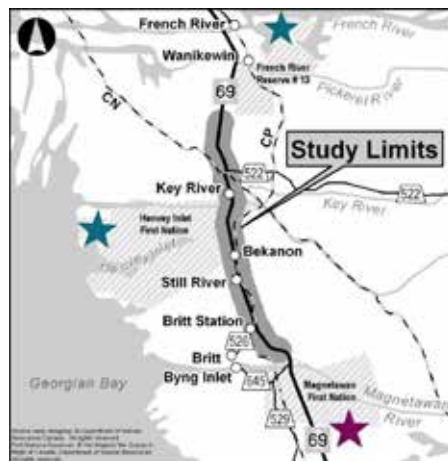 French River
French River
Wanikewin
French River
Reserve # 13
Pickerel River
CN
69
CP
Study Limits
522
522
Key River
Key River
Henvey Inlet
First Nation
Bekanon
Still River
Britt Station
526
Britt
Byng Inlet
645
529
Georgian Bay
Magnetawan
First Nation
Magnetawan
River
69